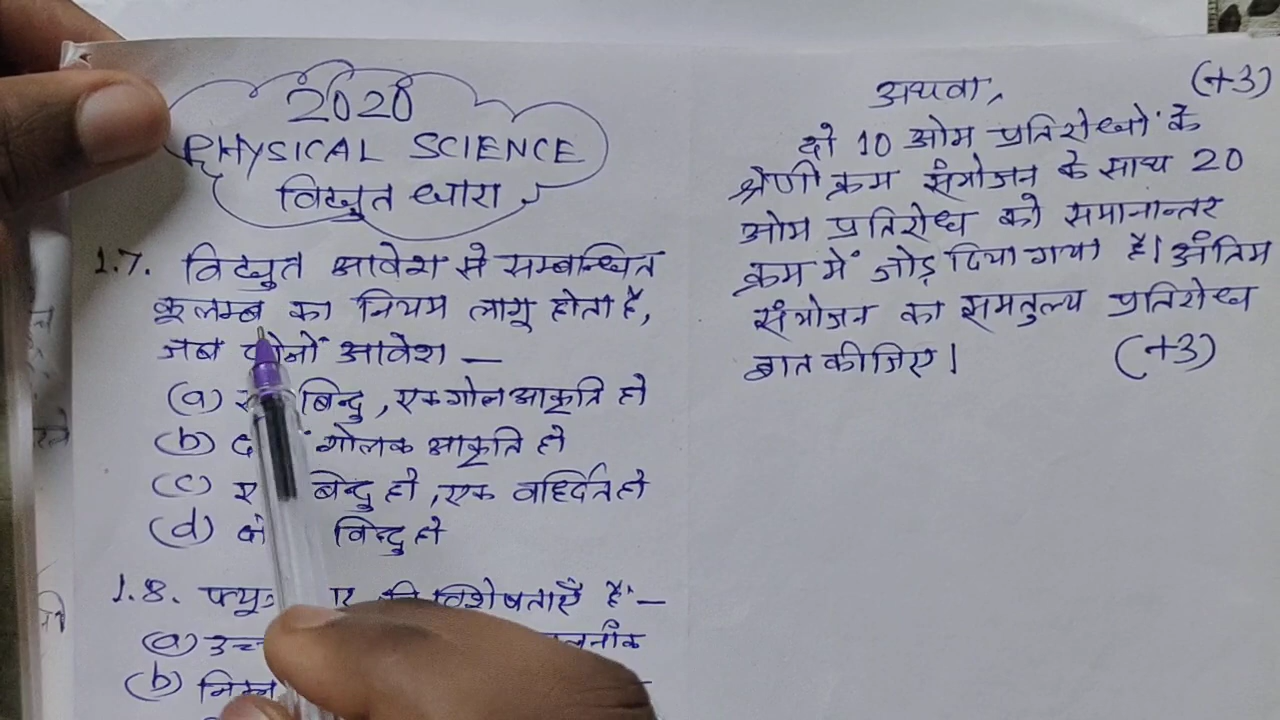 2020
PHYSICAL SCIENCE
विद्युत धारा
1.7. विद्युत आवेश से सम्बन्धित
कूलम्ब का नियम लागू होता है,
जब दोनों आवेश —
(a) बिन्दु, एक गोल आकृति हो
(b) गोलक आकृति हो
(c) बिन्दु हो, एक वर्हिदित हो
(d) विन्दु हो
1.8. की विशेषताएँ हैं —
(a)
(b) निम्न
अथवा, (+3)
दो 10 ओम प्रतिरोधों के
श्रेणी क्रम संयोजन के साथ 20
ओम प्रतिरोध को समानान्तर
क्रम में जोड़ दिया गया है। अंतिम
संयोजन का समतुल्य प्रतिरोध
ज्ञात कीजिए। (+3)